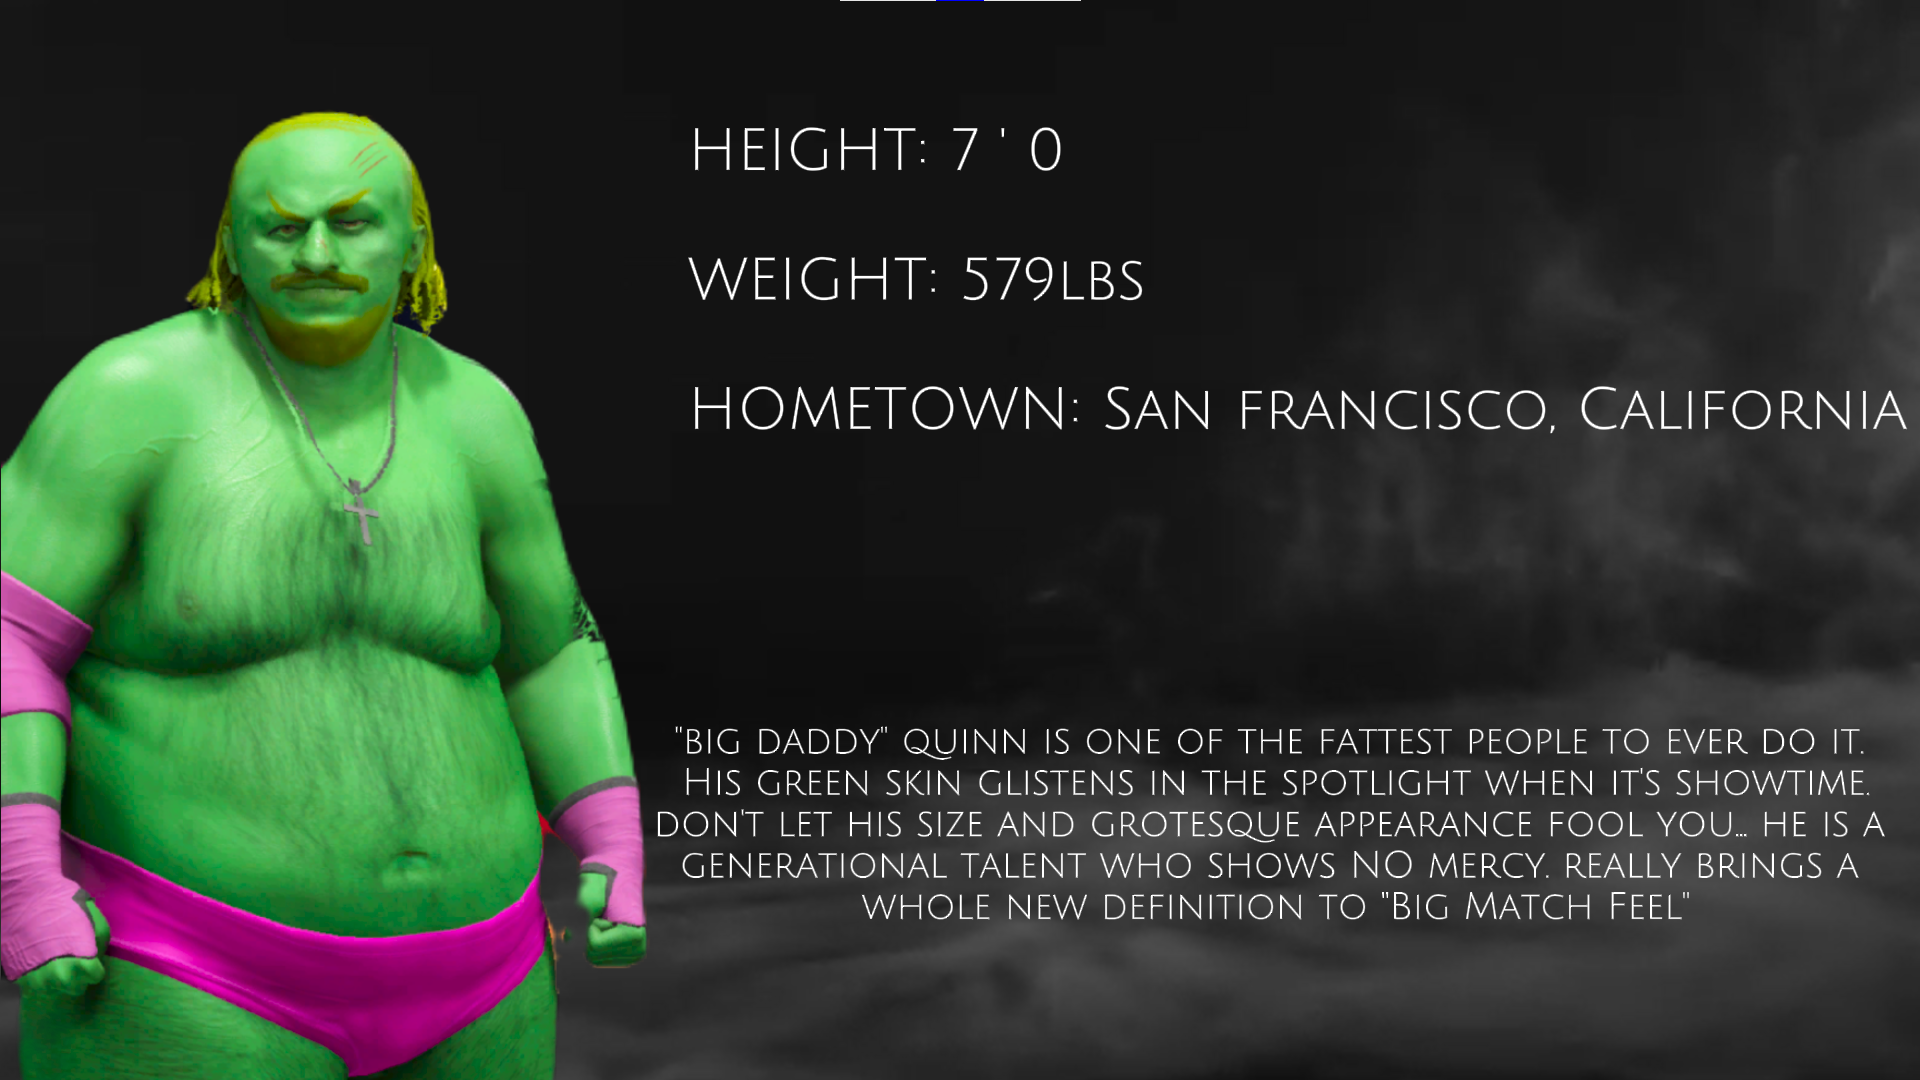 HEIGHT: 7 ' 0
WEIGHT: 579LBS
HOMETOWN: SAN FRANCISCO, CALIFORNIA
"BIG DADDY" QUINN IS ONE OF THE FATTEST PEOPLE TO EVER DO IT.
HIS GREEN SKIN GLISTENS IN THE SPOTLIGHT WHEN IT'S SHOWTIME.
DON'T LET HIS SIZE AND GROTESQUE APPEARANCE FOOL YOU... HE IS A
GENERATIONAL TALENT WHO SHOWS NO MERCY. REALLY BRINGS A
WHOLE NEW DEFINITION TO "BIG MATCH FEEL"